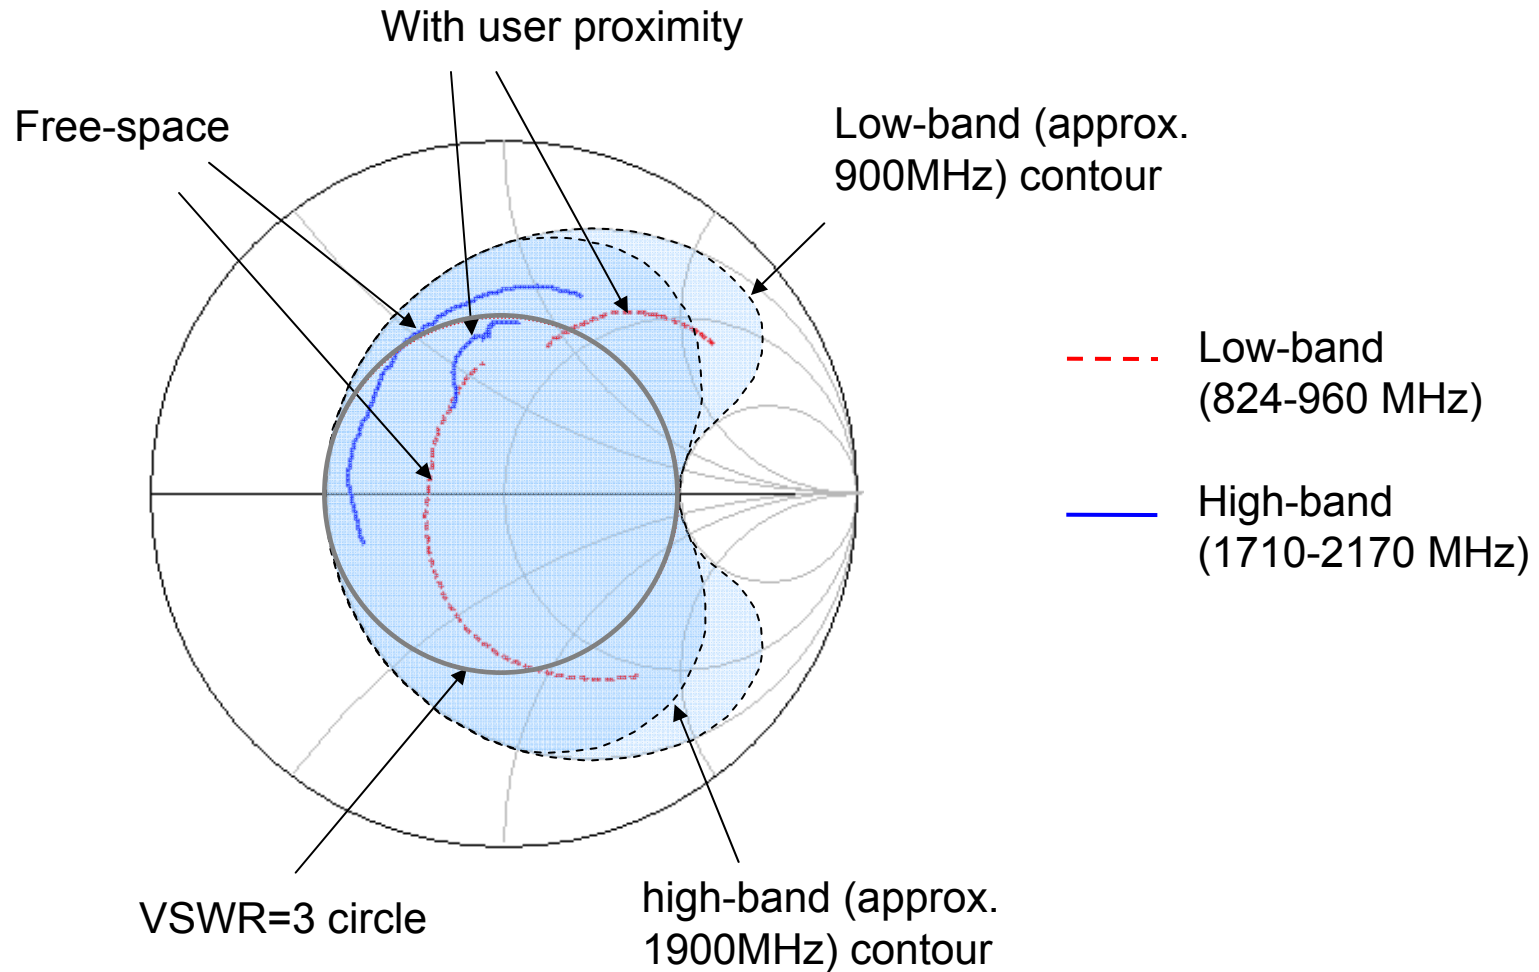 With user proximity
Free-space
Low-band (approx.
900MHz) contour
Low-band
(824-960 MHz)
High-band
(1710-2170 MHz)
VSWR=3 circle
high-band (approx.
1900MHz) contour